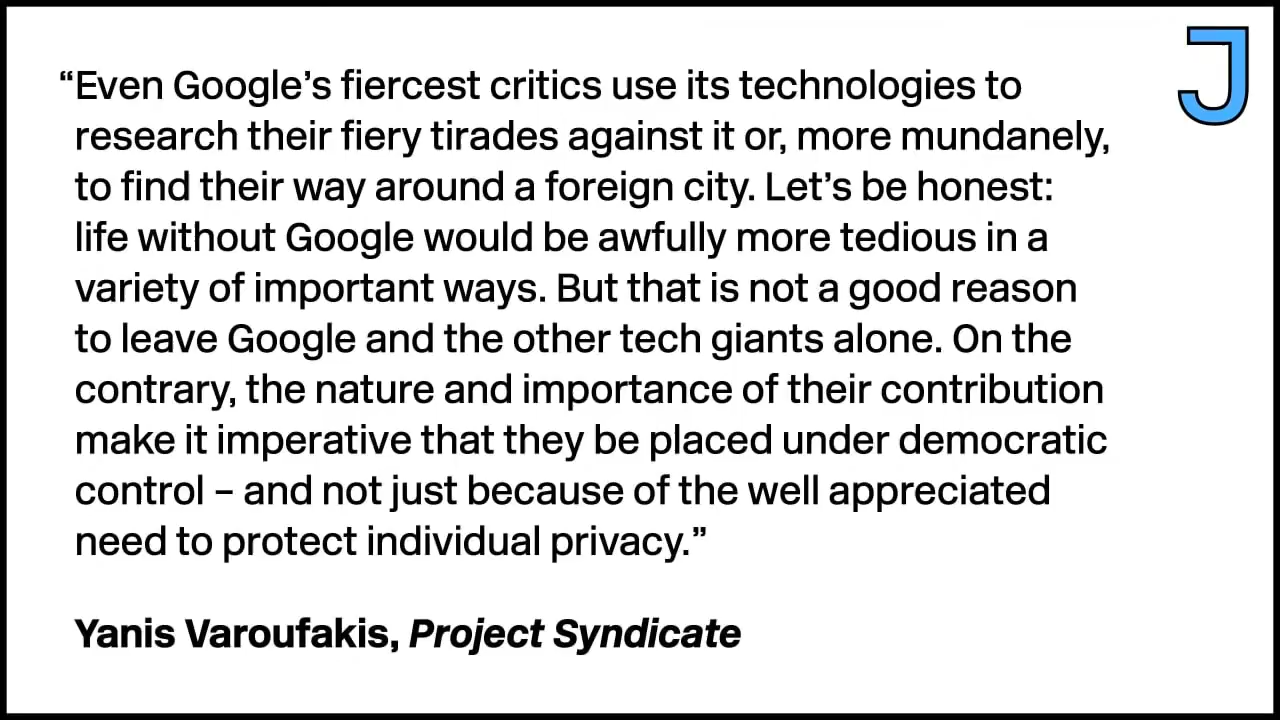 J
“Even Google’s fiercest critics use its technologies to
research their fiery tirades against it or, more mundanely,
to find their way around a foreign city. Let’s be honest:
life without Google would be awfully more tedious in a
variety of important ways. But that is not a good reason
to leave Google and the other tech giants alone. On the
contrary, the nature and importance of their contribution
make it imperative that they be placed under democratic
control – and not just because of the well appreciated
need to protect individual privacy.”
Yanis Varoufakis, Project Syndicate